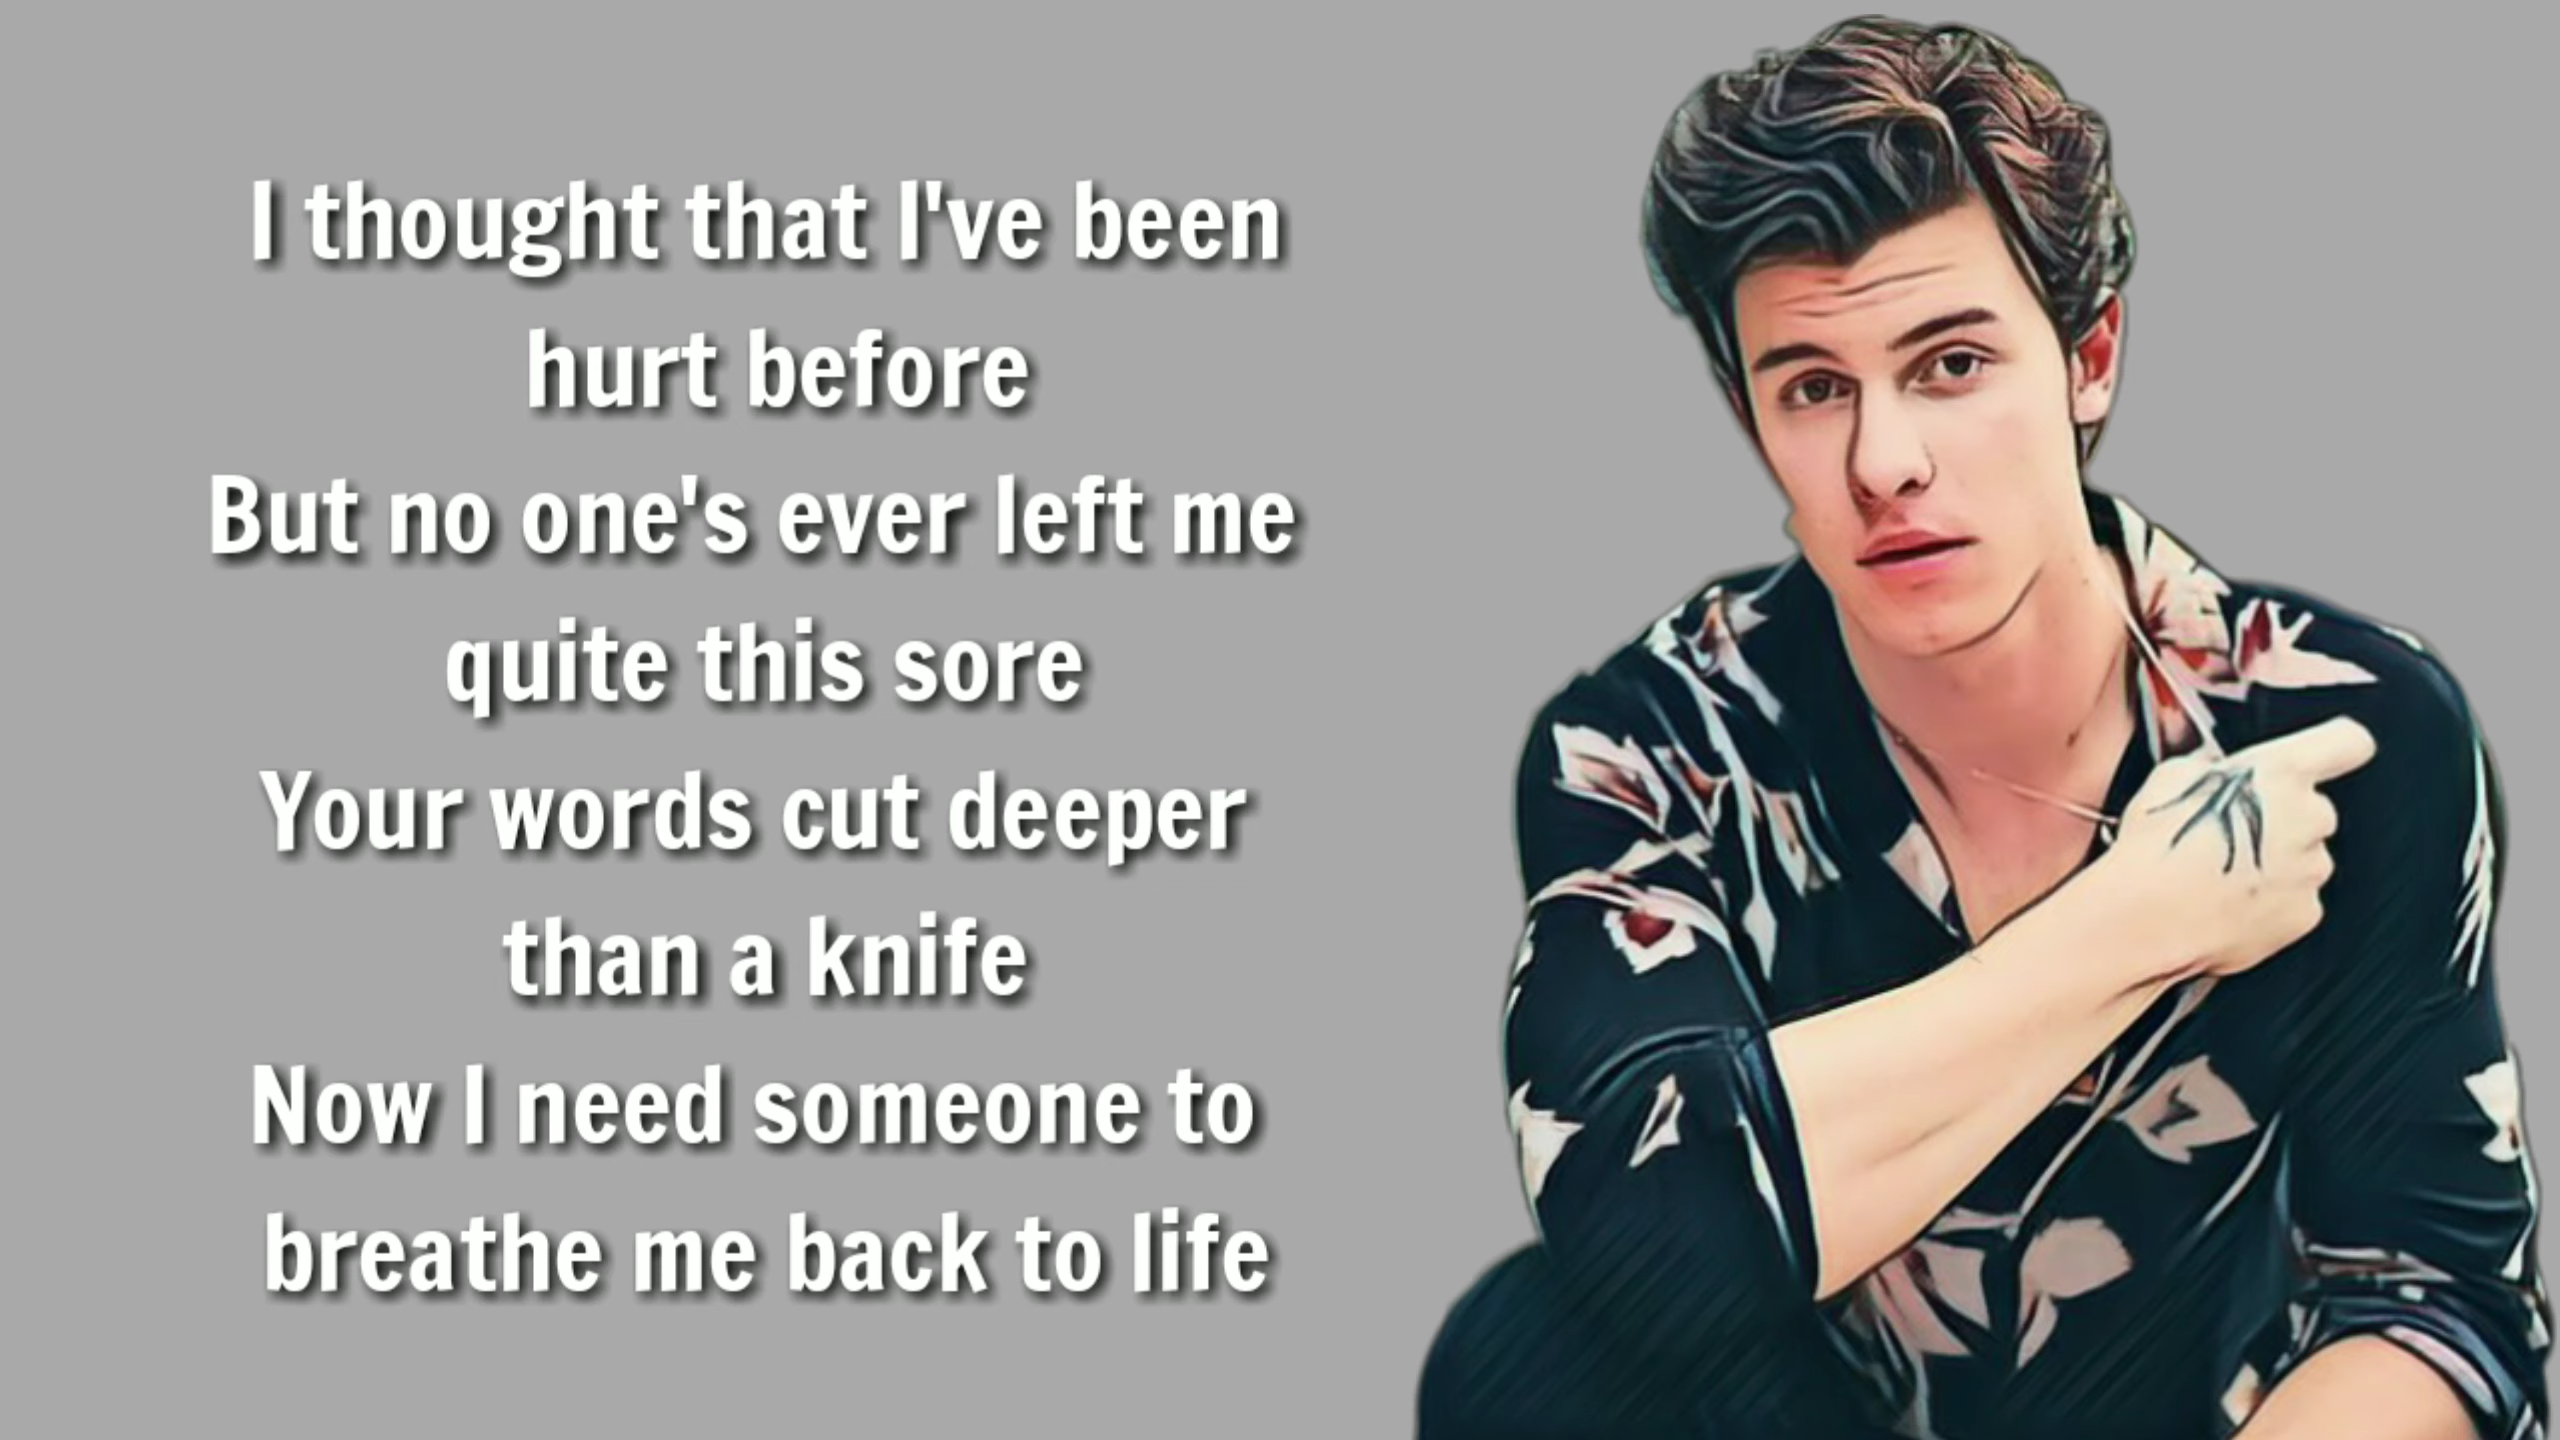 I thought that I've been
hurt before
But no one's ever left me
quite this sore
Your words cut deeper
than a knife
Now I need someone to
breathe me back to life